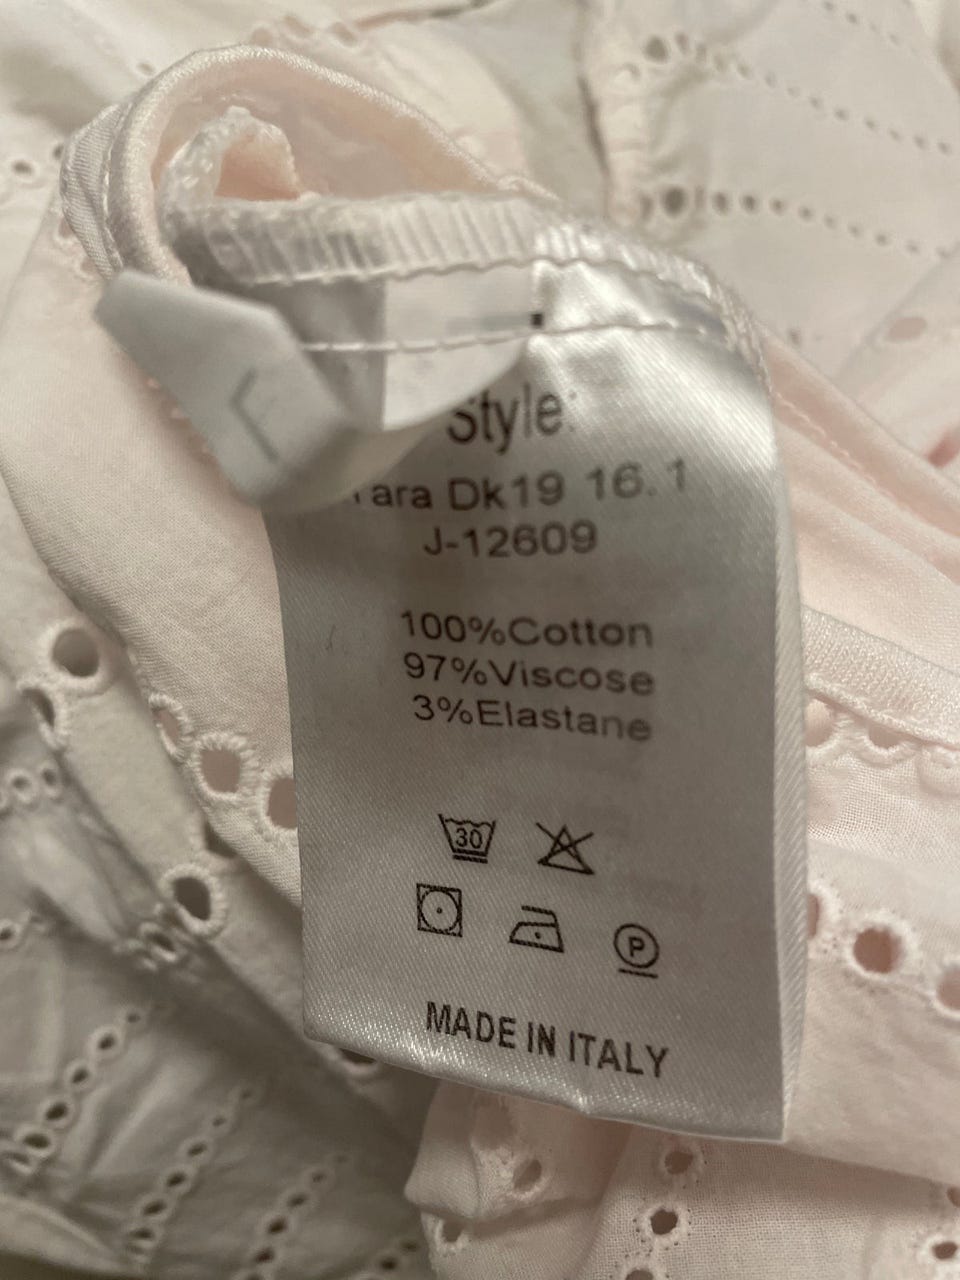 L
Style:
Dk19 16.1
J-12609
100%Cotton
97%Viscose
3%Elastane
30
P
MADE IN ITALY